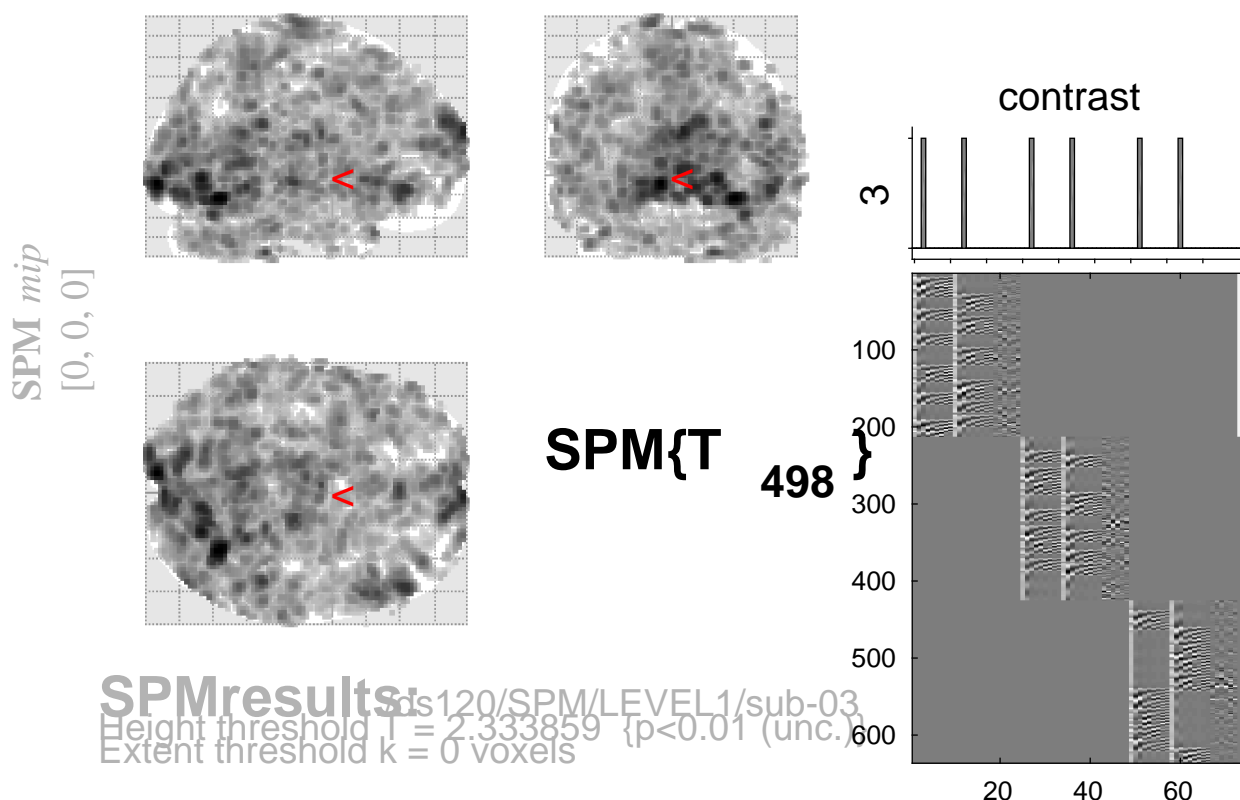 SPM mip
[0, 0, 0]
<
<
<
SPM{T498}
contrast
3
100
200
300
400
500
600
20
40
60
SPMresults: /ds120/SPM/LEVEL1/sub-03
Height threshold T = 2.333859 {p<0.01 (unc.)}
Extent threshold k = 0 voxels